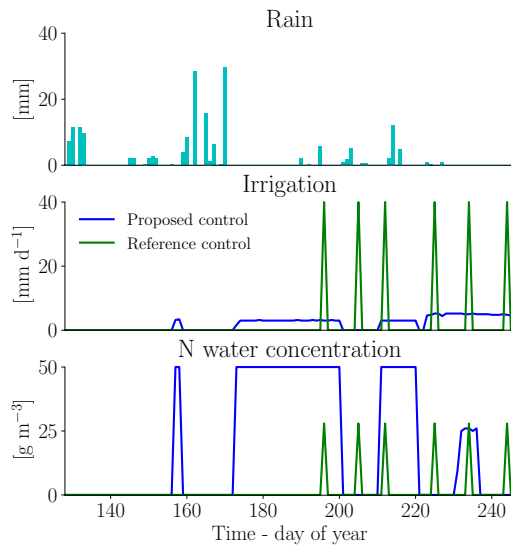 Rain
40
20
0
[mm]
Irrigation
40
20
0
[mm d⁻¹]
Proposed control
Reference control
N water concentration
50
25
0
[g m⁻³]
140 160 180 200 220 240
Time - day of year